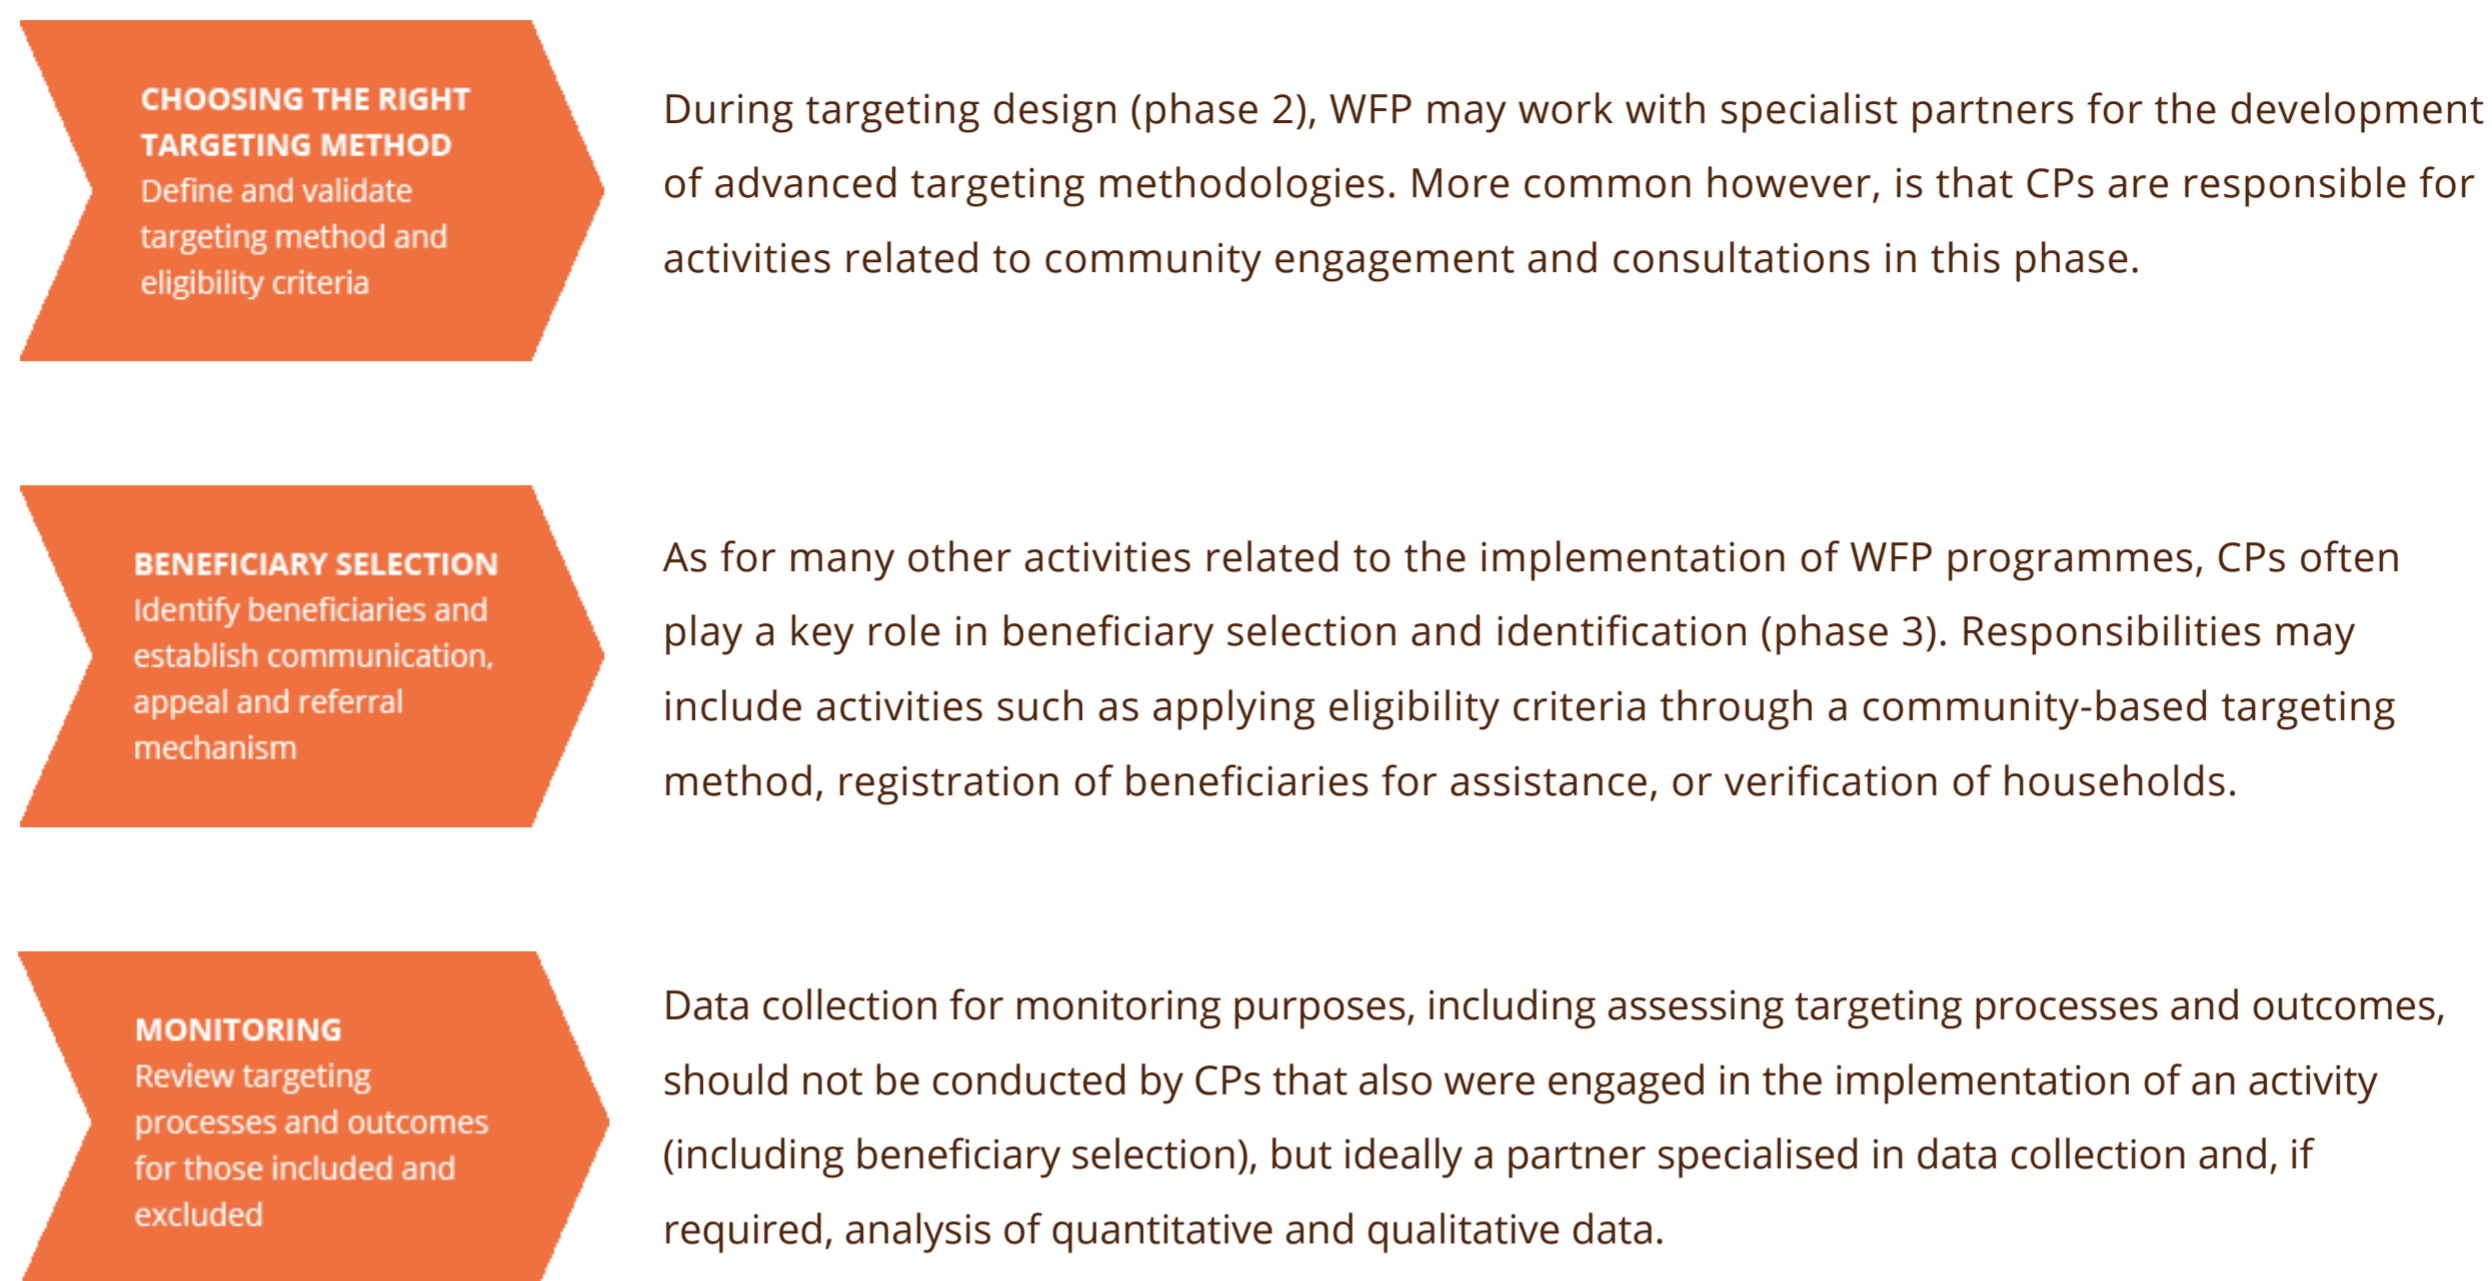 CHOOSING THE RIGHT
TARGETING METHOD
Define and validate
targeting method and
eligibility criteria
During targeting design (phase 2), WFP may work with specialist partners for the development
of advanced targeting methodologies. More common however, is that CPs are responsible for
activities related to community engagement and consultations in this phase.
BENEFICIARY SELECTION
Identify beneficiaries and
establish communication,
appeal and referral
mechanism
As for many other activities related to the implementation of WFP programmes, CPs often
play a key role in beneficiary selection and identification (phase 3). Responsibilities may
include activities such as applying eligibility criteria through a community-based targeting
method, registration of beneficiaries for assistance, or verification of households.
MONITORING
Review targeting
processes and outcomes
for those included and
excluded
Data collection for monitoring purposes, including assessing targeting processes and outcomes,
should not be conducted by CPs that also were engaged in the implementation of an activity
(including beneficiary selection), but ideally a partner specialised in data collection and, if
required, analysis of quantitative and qualitative data.